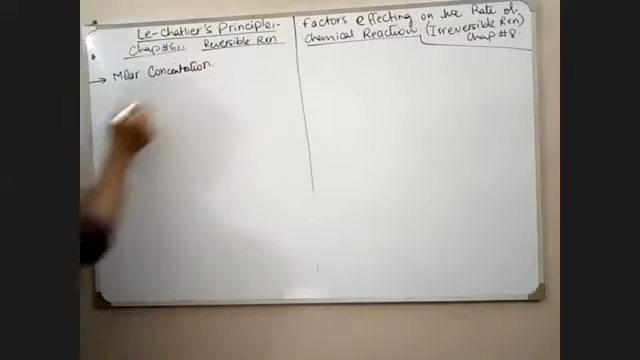 Le-Chatlier's Principle:-
Chap #6,. Reversible Rxn
→ Molar Concentration.
Factors effecting on the Rate of
Chemical Reaction (Irreversible Rxn)
Chap #8.